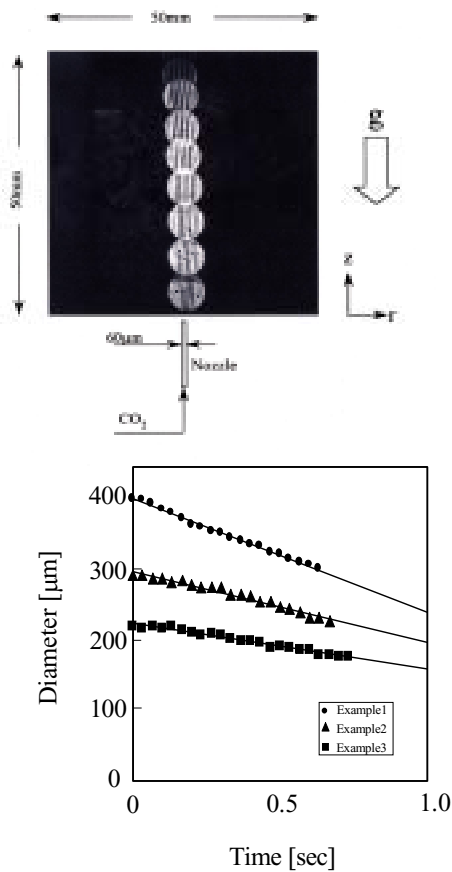 50mm
50mm
g
z
r
60μm
Nozzle
CO₂
400
300
200
100
0
Diameter [μm]
Example1
Example2
Example3
0
0.5
1.0
Time [sec]